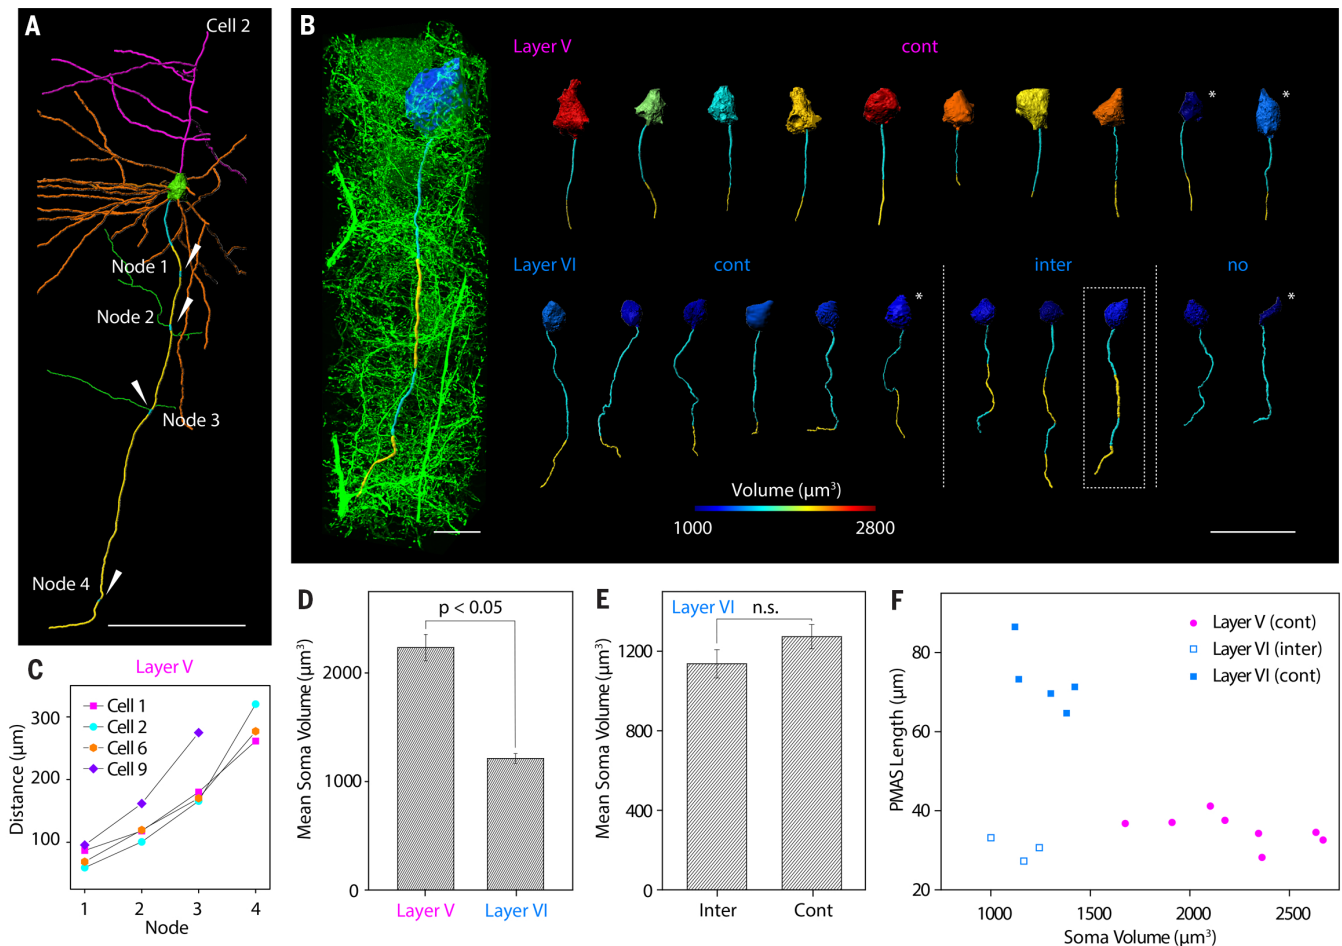 A
Cell 2
Node 1
Node 2
Node 3
Node 4
B
Layer V
cont
*
*
Layer VI
cont
inter
no
*
*
Volume (μm³)
1000
2800
C
Layer V
Cell 1
Cell 2
Cell 6
Cell 9
300
200
100
Distance (μm)
1
2
3
4
Node
D
p < 0.05
2000
1000
0
Mean Soma Volume (μm³)
Layer V
Layer VI
E
Layer VI
n.s.
1200
800
400
0
Mean Soma Volume (μm³)
Inter
Cont
F
Layer V (cont)
Layer VI (inter)
Layer VI (cont)
80
60
40
20
PMAS Length (μm)
1000
1500
2000
2500
Soma Volume (μm³)